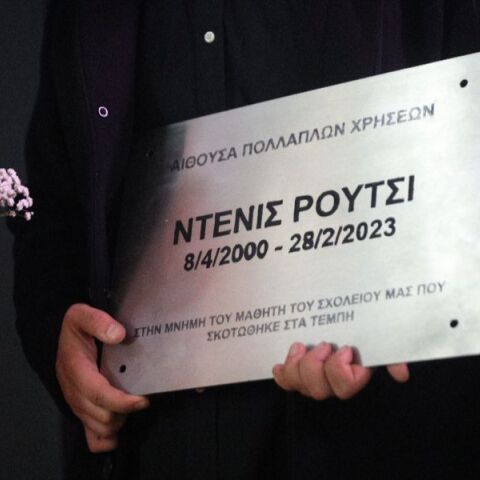 ΑΙΘΟΥΣΑ ΠΟΛΛΑΠΛΩΝ ΧΡΗΣΕΩΝ
ΝΤΕΝΙΣ ΡΟΥΤΣΙ
8/4/2000 - 28/2/2023
ΣΤΗΝ ΜΝΗΜΗ ΤΟΥ ΜΑΘΗΤΗ ΤΟΥ ΣΧΟΛΕΙΟΥ ΜΑΣ ΠΟΥ
ΣΚΟΤΩΘΗΚΕ ΣΤΑ ΤΕΜΠΗ